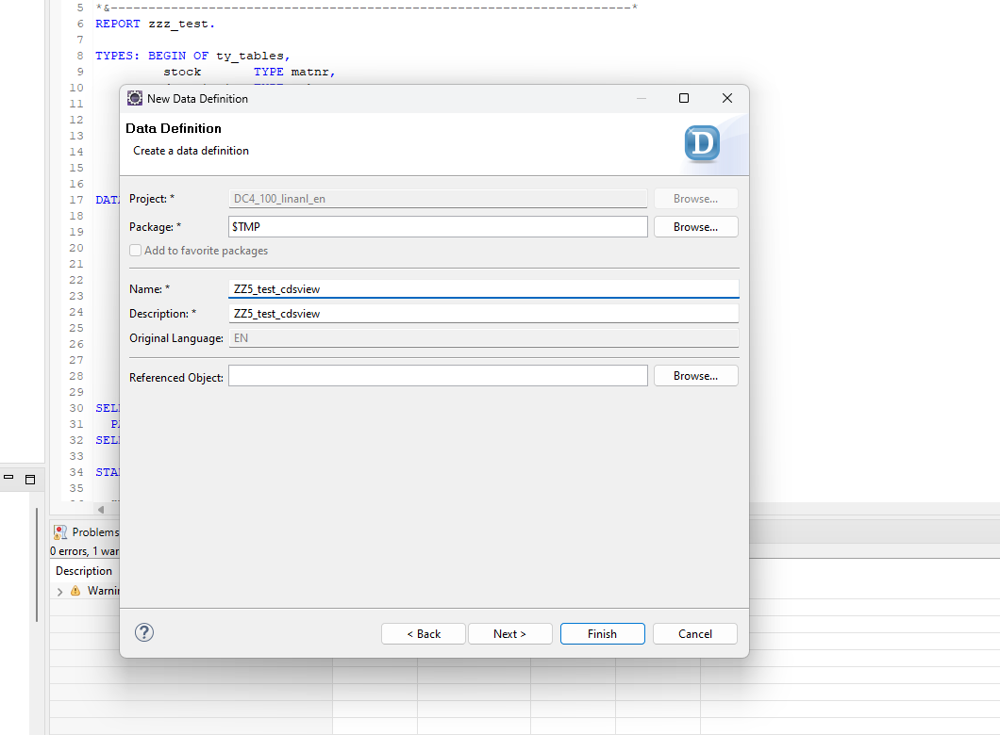 5 *&---------------------------------------------------------------------*
6 REPORT zzz_test.
7
8 TYPES: BEGIN OF ty_tables,
9 stock TYPE matnr,
10
11
12
13
14
15
16
17 DATA
18
19
20
21
22
23
24
25
26
27
28
29
30 SEL
31 PA
32 SEL
33
34 STA
35
New Data Definition
Data Definition
Create a data definition
D
Project: * DC4_100_linanl_en Browse...
Package: * $TMP Browse...
Add to favorite packages
Name: * ZZ5_test_cdsview
Description: * ZZ5_test_cdsview
Original Language: EN
Referenced Object: Browse...
? < Back Next > Finish Cancel
Problems
0 errors, 1 war
Description
Warnin